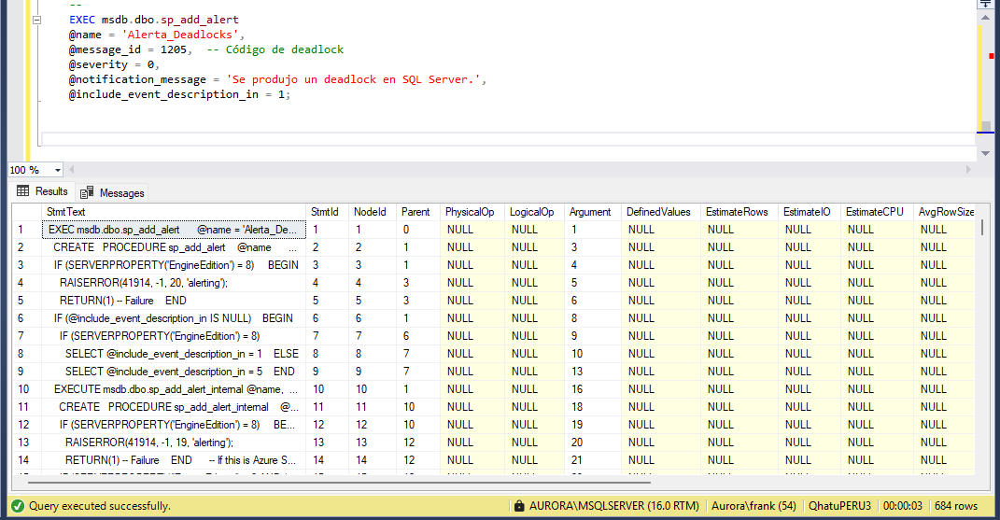 --
EXEC msdb.dbo.sp_add_alert
@name = 'Alerta_Deadlocks',
@message_id = 1205,  -- Código de deadlock
@severity = 0,
@notification_message = 'Se produjo un deadlock en SQL Server.',
@include_event_description_in = 1;
100 %
Results Messages
StmtText StmtId NodeId Parent PhysicalOp LogicalOp Argument DefinedValues EstimateRows EstimateIO EstimateCPU AvgRowSize
1 EXEC msdb.dbo.sp_add_alert @name = 'Alerta_De... 1 1 0 NULL NULL 1 NULL NULL NULL NULL NULL
2 CREATE PROCEDURE sp_add_alert @name ... 2 2 1 NULL NULL 3 NULL NULL NULL NULL NULL
3 IF (SERVERPROPERTY('EngineEdition') = 8) BEGIN 3 3 1 NULL NULL 4 NULL NULL NULL NULL NULL
4 RAISERROR(41914, -1, 20, 'alerting'); 4 4 3 NULL NULL 5 NULL NULL NULL NULL NULL
5 RETURN(1) -- Failure END 5 5 3 NULL NULL 6 NULL NULL NULL NULL NULL
6 IF (@include_event_description_in IS NULL) BEGIN 6 6 1 NULL NULL 8 NULL NULL NULL NULL NULL
7 IF (SERVERPROPERTY('EngineEdition') = 8) 7 7 6 NULL NULL 9 NULL NULL NULL NULL NULL
8 SELECT @include_event_description_in = 1 ELSE 8 8 7 NULL NULL 10 NULL NULL NULL NULL NULL
9 SELECT @include_event_description_in = 5 END 9 9 7 NULL NULL 13 NULL NULL NULL NULL NULL
10 EXECUTE msdb.dbo.sp_add_alert_internal @name, ... 10 10 1 NULL NULL 16 NULL NULL NULL NULL NULL
11 CREATE PROCEDURE sp_add_alert_internal @... 11 11 10 NULL NULL 18 NULL NULL NULL NULL NULL
12 IF (SERVERPROPERTY('EngineEdition') = 8) BE... 12 12 10 NULL NULL 19 NULL NULL NULL NULL NULL
13 RAISERROR(41914, -1, 19, 'alerting'); 13 13 12 NULL NULL 20 NULL NULL NULL NULL NULL
14 RETURN(1) -- Failure END -- If this is Azure S... 14 14 12 NULL NULL 21 NULL NULL NULL NULL NULL
Query executed successfully. AURORA\MSQLSERVER (16.0 RTM) Aurora\frank (54) QhatuPERU3 00:00:03 684 rows